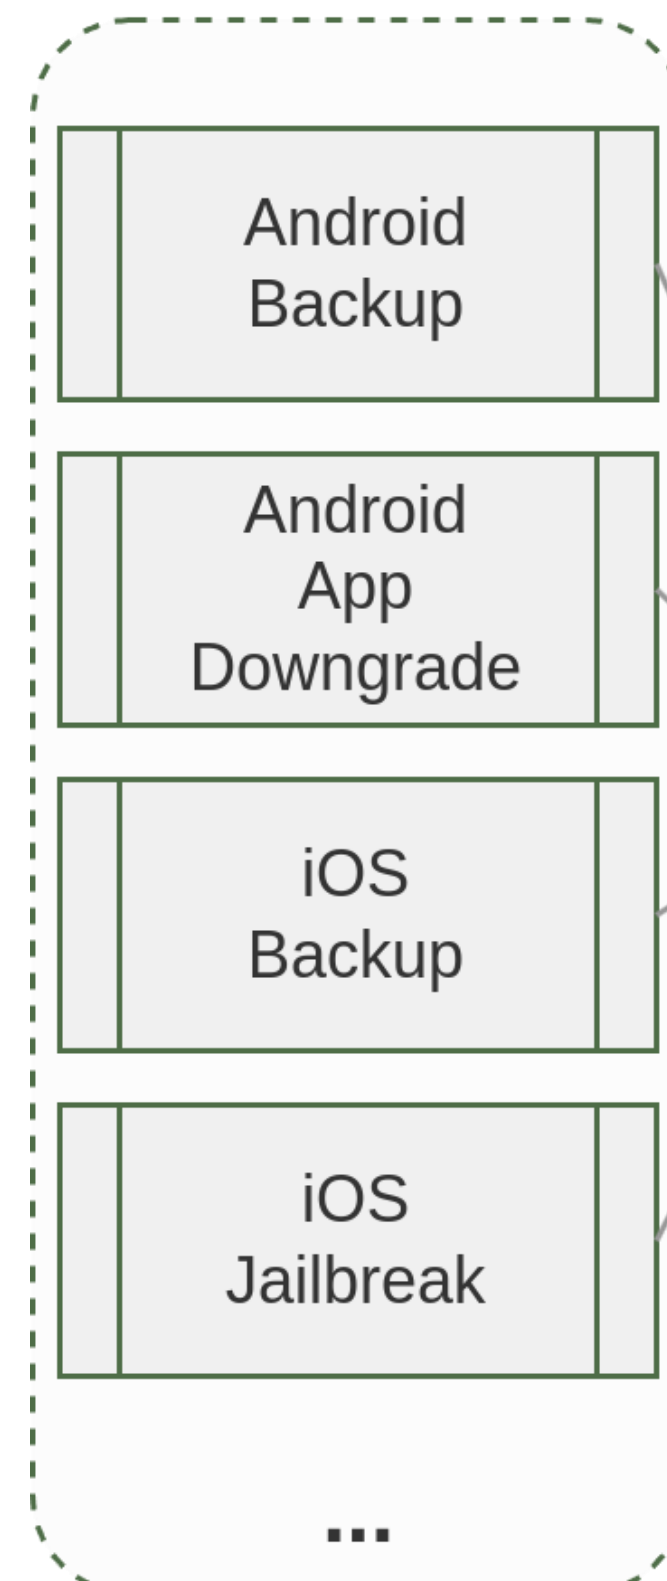 Android
Backup
Android
App
Downgrade
iOS
Backup
iOS
Jailbreak
...